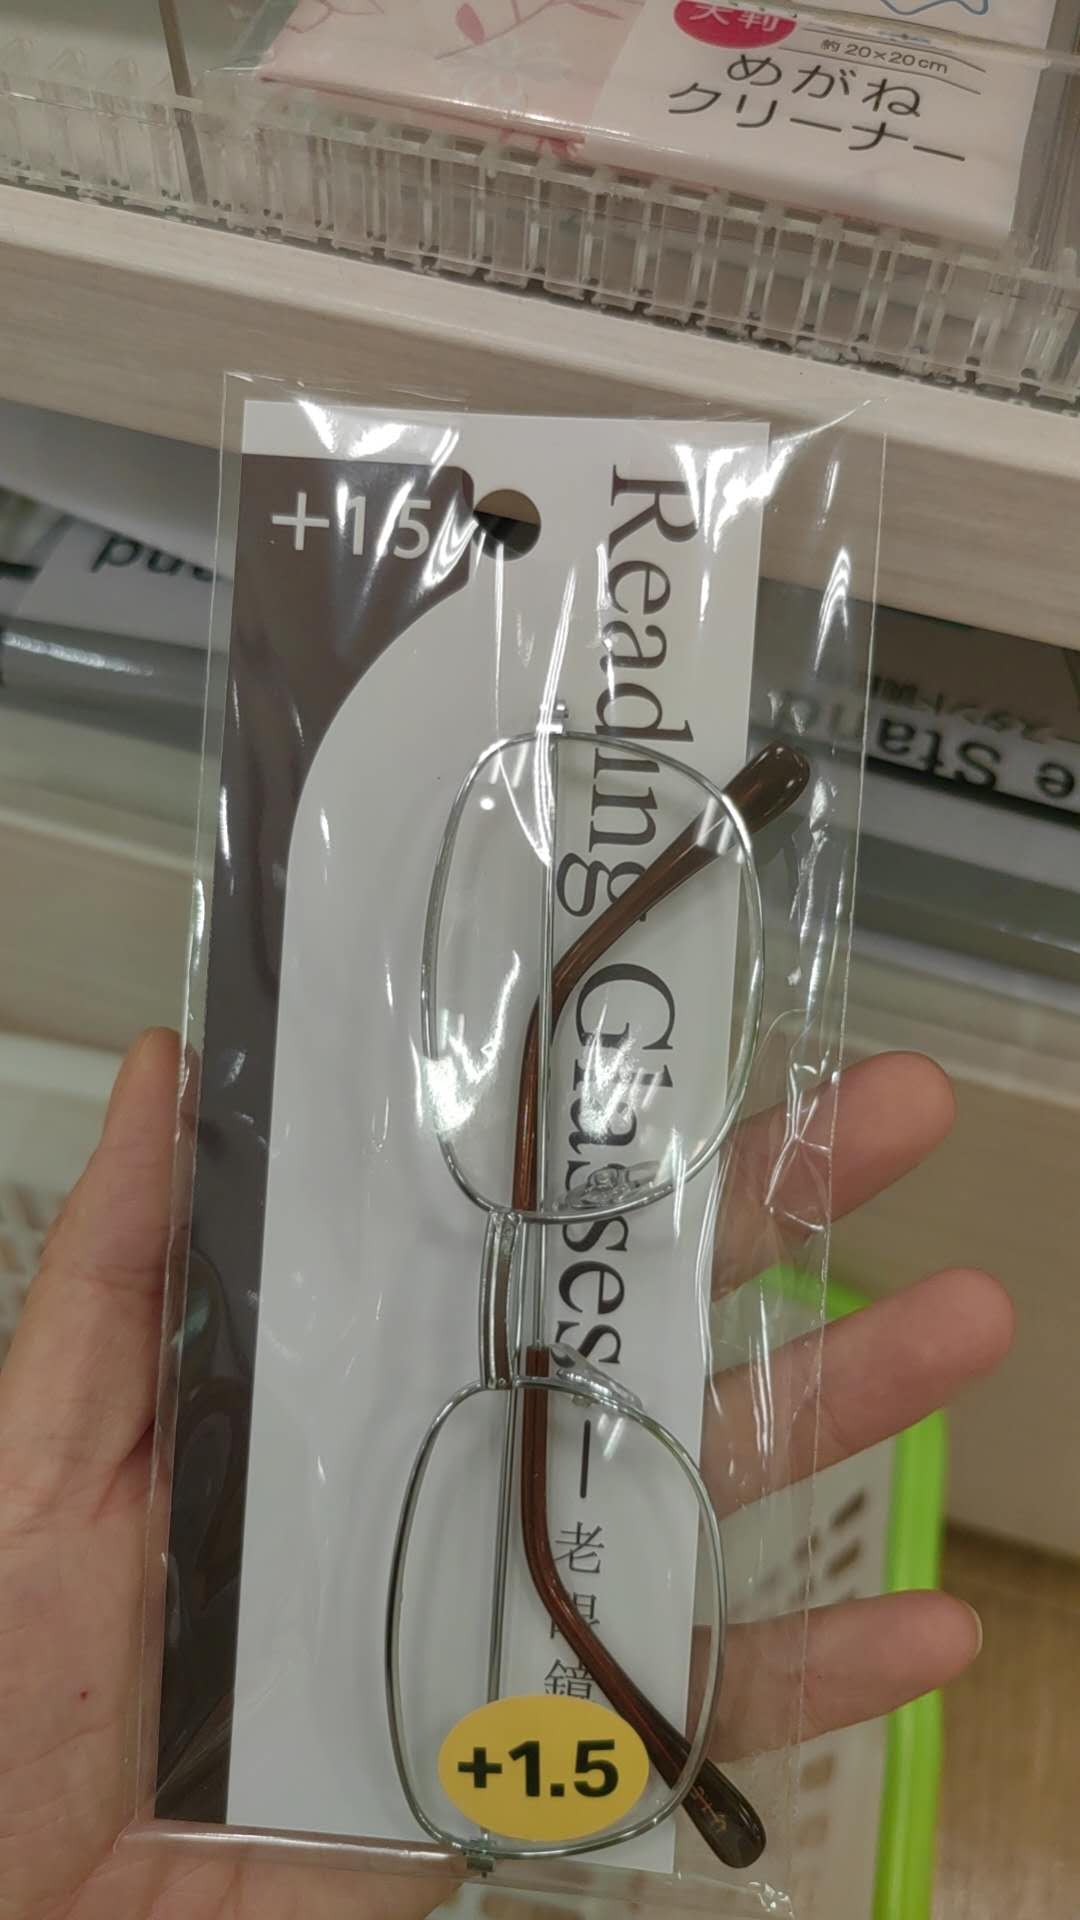 約20×20cm
めがね
クリーナー
+1.5
Reading Glasses — 老眼鏡
+1.5